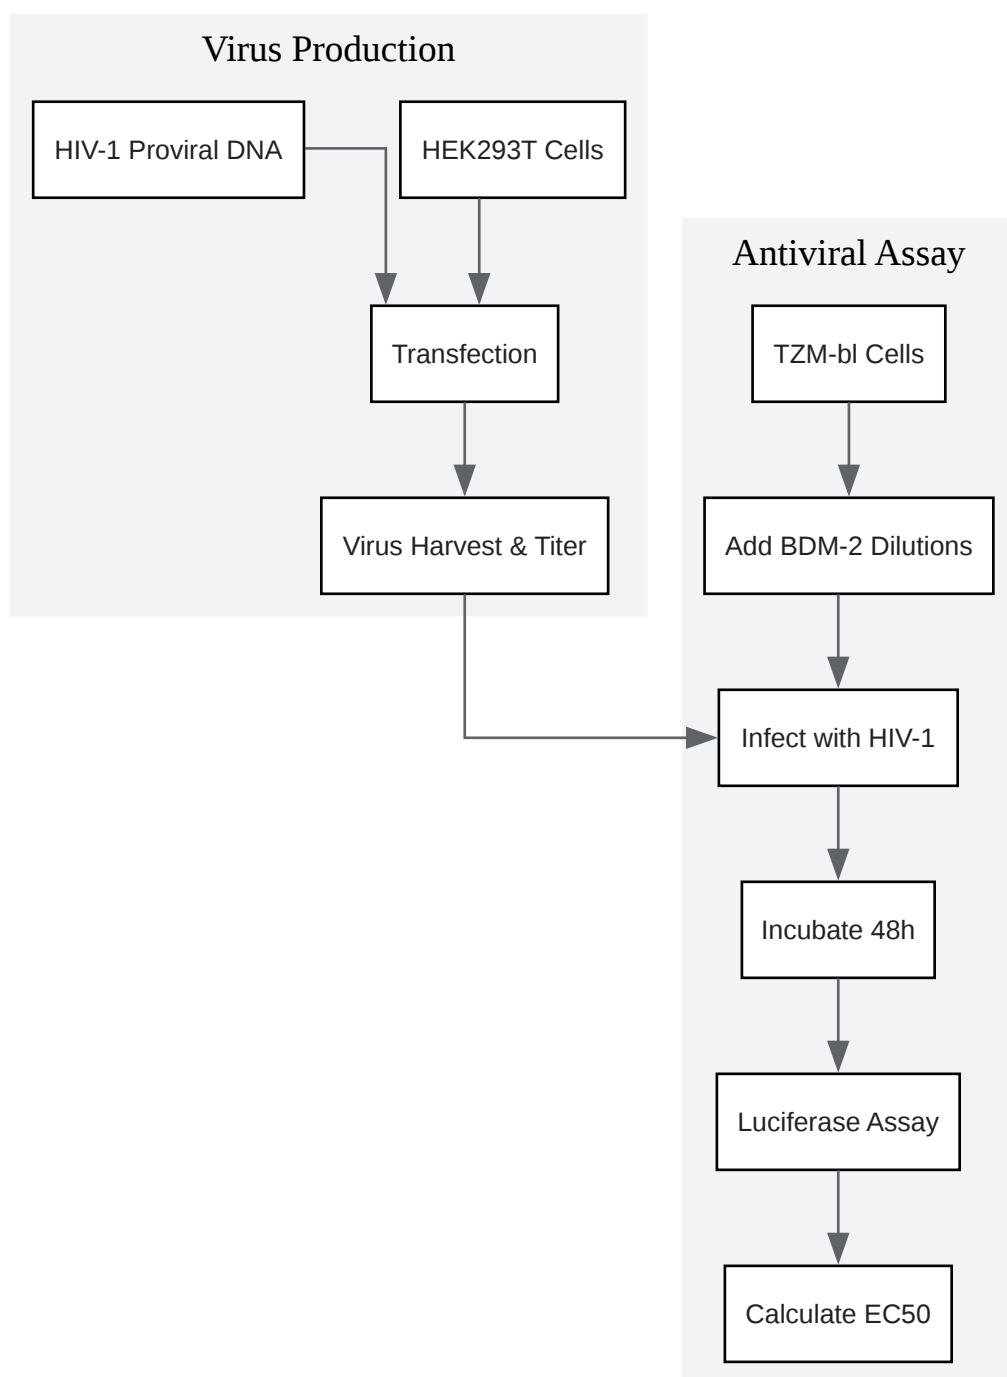 Virus Production
HIV-1 Proviral DNA
HEK293T Cells
Transfection
Virus Harvest & Titer
Antiviral Assay
TZM-bl Cells
Add BDM-2 Dilutions
Infect with HIV-1
Incubate 48h
Luciferase Assay
Calculate EC50